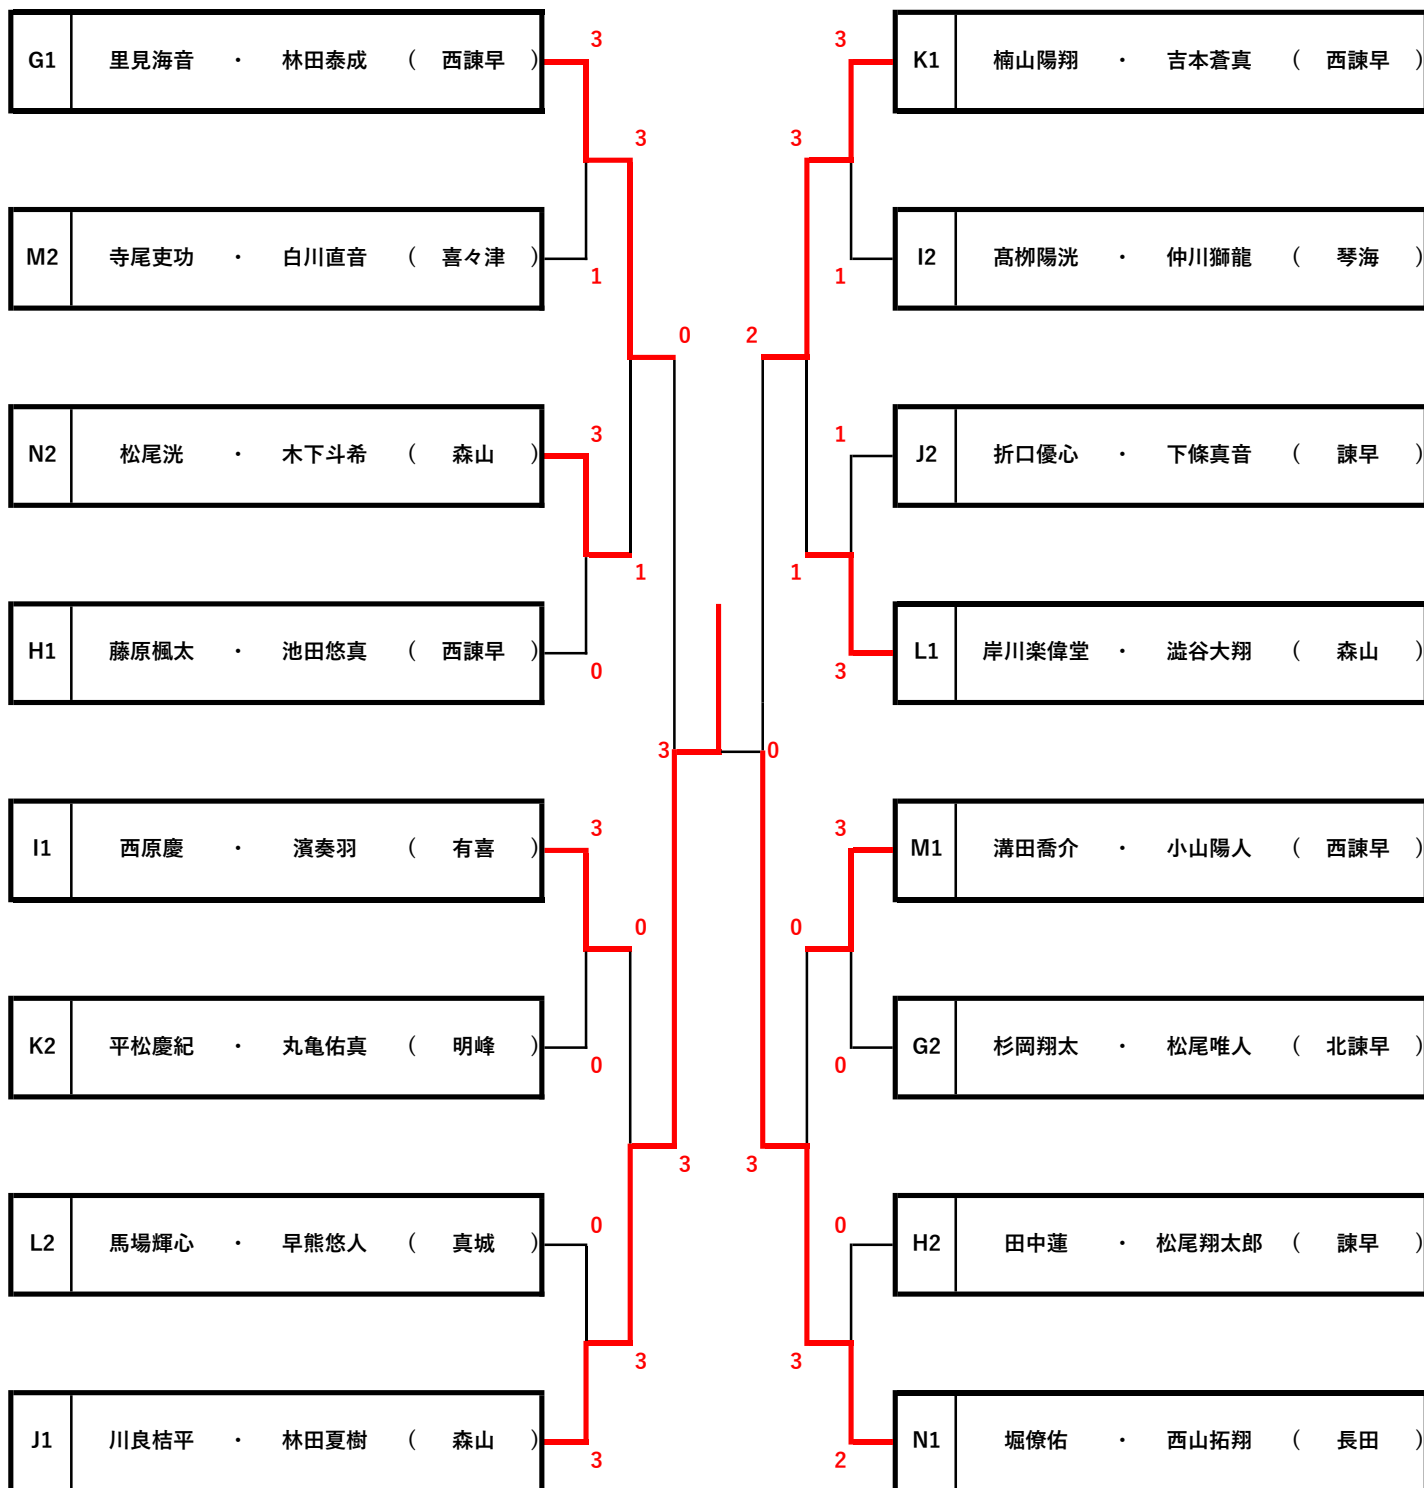 3 3
G1 里見海音 ・ 林田泰成 ( 西諫早 ) K1 楠山陽翔 ・ 吉本蒼真 ( 西諫早 )
3 3
M2 寺尾吏功 ・ 白川直音 ( 喜々津 ) I2 髙栁陽洸 ・ 仲川獅龍 ( 琴海 )
1 1
0 2
3 1
N2 松尾洸 ・ 木下斗希 ( 森山 ) J2 折口優心 ・ 下條真音 ( 諫早 )
1 1
H1 藤原楓太 ・ 池田悠真 ( 西諫早 ) L1 岸川楽偉堂 ・ 澁谷大翔 ( 森山 )
0 3
3 0
3 3
I1 西原慶 ・ 濱奏羽 ( 有喜 ) M1 溝田喬介 ・ 小山陽人 ( 西諫早 )
0 0
K2 平松慶紀 ・ 丸亀佑真 ( 明峰 ) G2 杉岡翔太 ・ 松尾唯人 ( 北諫早 )
0 0
3 3
0 0
L2 馬場輝心 ・ 早熊悠人 ( 真城 ) H2 田中蓮 ・ 松尾翔太郎 ( 諫早 )
3 3
J1 川良桔平 ・ 林田夏樹 ( 森山 ) N1 堀僚佑 ・ 西山拓翔 ( 長田 )
3 2